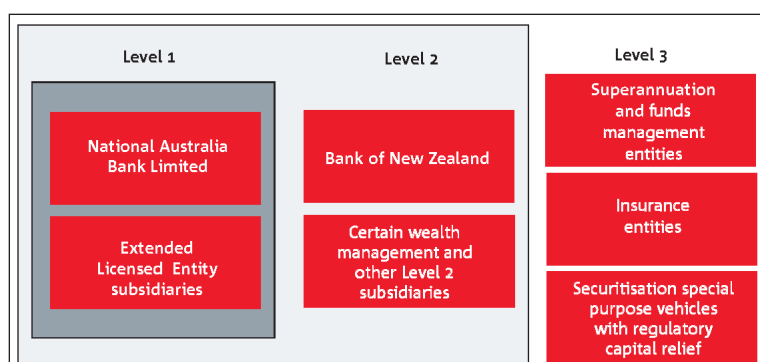 Level 1
National Australia
Bank Limited
Extended
Licensed Entity
subsidiaries
Level 2
Bank of New Zealand
Certain wealth
management and
other Level 2
subsidiaries
Level 3
Superannuation
and funds
management
entities
Insurance
entities
Securitisation special
purpose vehicles
with regulatory
capital relief